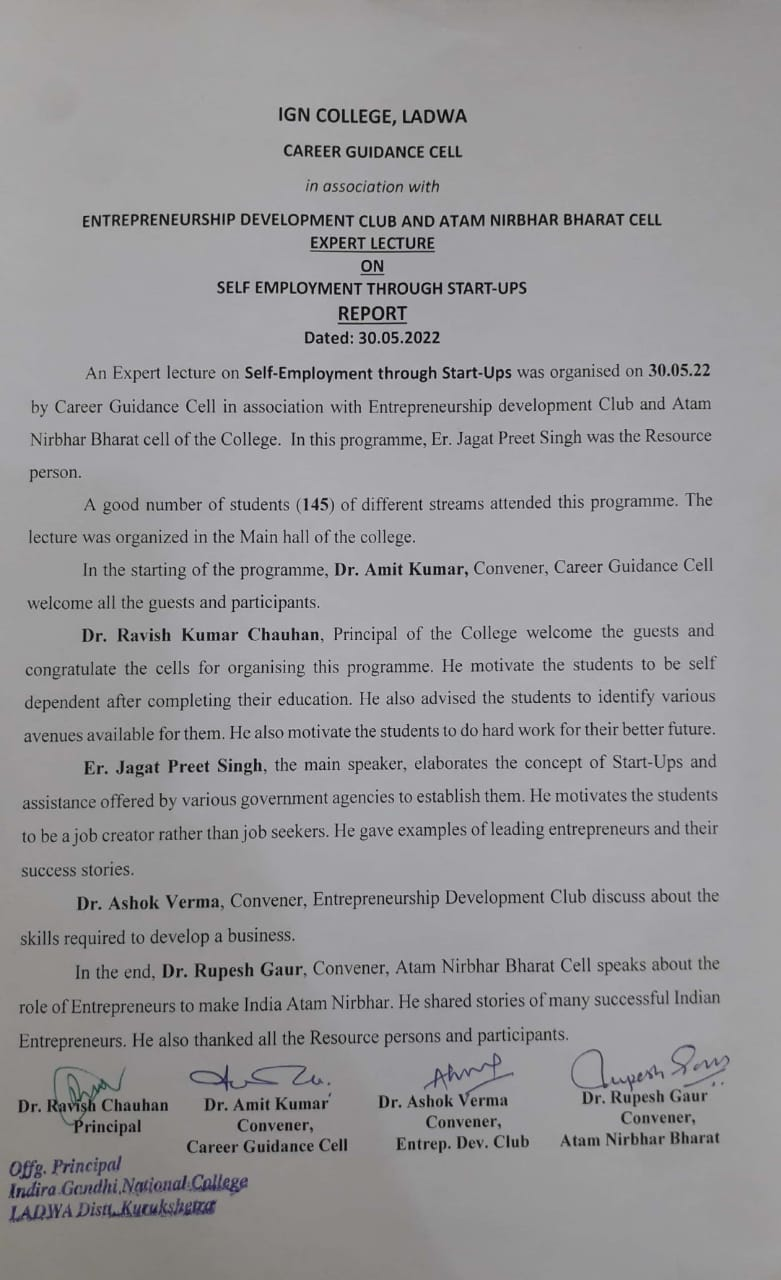 IGN COLLEGE, LADWA
CAREER GUIDANCE CELL
in association with
ENTREPRENEURSHIP DEVELOPMENT CLUB AND ATAM NIRBHAR BHARAT CELL
EXPERT LECTURE
ON
SELF EMPLOYMENT THROUGH START-UPS
REPORT
Dated: 30.05.2022
An Expert lecture on Self-Employment through Start-Ups was organised on 30.05.22
by Career Guidance Cell in association with Entrepreneurship development Club and Atam
Nirbhar Bharat cell of the College. In this programme, Er. Jagat Preet Singh was the Resource
person.
A good number of students (145) of different streams attended this programme. The
lecture was organized in the Main hall of the college.
In the starting of the programme, Dr. Amit Kumar, Convener, Career Guidance Cell
welcome all the guests and participants.
Dr. Ravish Kumar Chauhan, Principal of the College welcome the guests and
congratulate the cells for organising this programme. He motivate the students to be self
dependent after completing their education. He also advised the students to identify various
avenues available for them. He also motivate the students to do hard work for their better future.
Er. Jagat Preet Singh, the main speaker, elaborates the concept of Start-Ups and
assistance offered by various government agencies to establish them. He motivates the students
to be a job creator rather than job seekers. He gave examples of leading entrepreneurs and their
success stories.
Dr. Ashok Verma, Convener, Entrepreneurship Development Club discuss about the
skills required to develop a business.
In the end, Dr. Rupesh Gaur, Convener, Atam Nirbhar Bharat Cell speaks about the
role of Entrepreneurs to make India Atam Nirbhar. He shared stories of many successful Indian
Entrepreneurs. He also thanked all the Resource persons and participants.
Rupesh Gaur
Dr. Ravish Chauhan Dr. Amit Kumar Dr. Ashok Verma Dr. Rupesh Gaur
Principal Convener, Convener, Convener,
Career Guidance Cell Entrep. Dev. Club Atam Nirbhar Bharat
Offg. Principal
Indira Gandhi National College
LADWA Distt. Kurukshetra